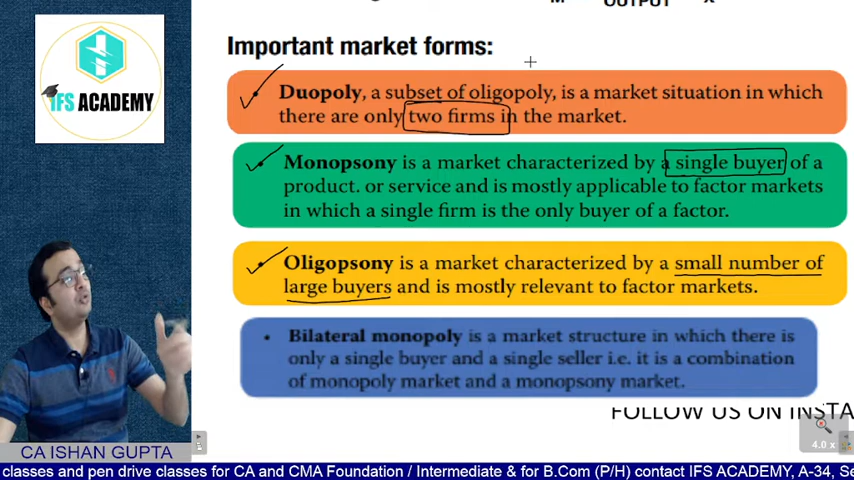 OUTPUT
IFS ACADEMY
Important market forms:
Duopoly, a subset of oligopoly, is a market situation in which
there are only two firms in the market.
Monopsony is a market characterized by a single buyer of a
product. or service and is mostly applicable to factor markets
in which a single firm is the only buyer of a factor.
Oligopsony is a market characterized by a small number of
large buyers and is mostly relevant to factor markets.
• Bilateral monopoly is a market structure in which there is
only a single buyer and a single seller i.e. it is a combination
of monopoly market and a monopsony market.
FOLLOW US ON INSTA
4.0 x
CA ISHAN GUPTA
classes and pen drive classes for CA and CMA Foundation / Intermediate & for B.Com (P/H) contact IFS ACADEMY, A-34, Se